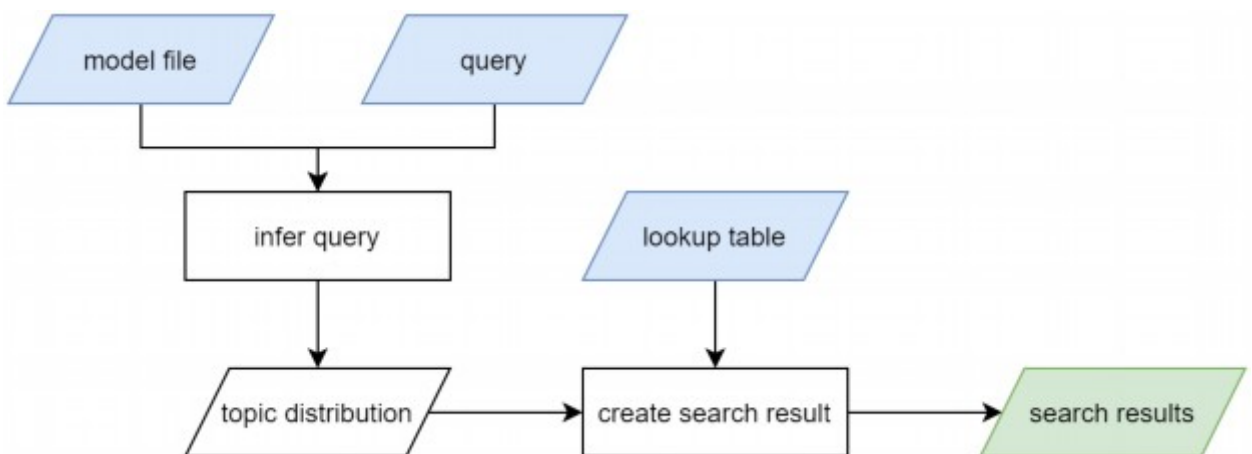 model file
query
infer query
lookup table
topic distribution
create search result
search results